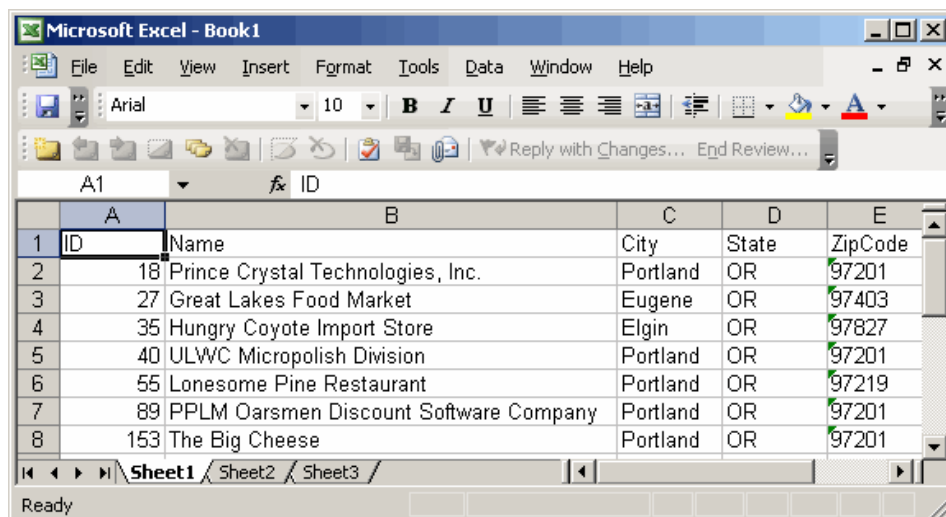 Microsoft Excel - Book1
File Edit View Insert Format Tools Data Window Help
Arial 10 B I U A
Reply with Changes... End Review...
A1 fx ID
A B C D E
1 ID Name City State ZipCode
2 18 Prince Crystal Technologies, Inc. Portland OR 97201
3 27 Great Lakes Food Market Eugene OR 97403
4 35 Hungry Coyote Import Store Elgin OR 97827
5 40 ULWC Micropolish Division Portland OR 97201
6 55 Lonesome Pine Restaurant Portland OR 97219
7 89 PPLM Oarsmen Discount Software Company Portland OR 97201
8 153 The Big Cheese Portland OR 97201
Sheet1 Sheet2 Sheet3
Ready